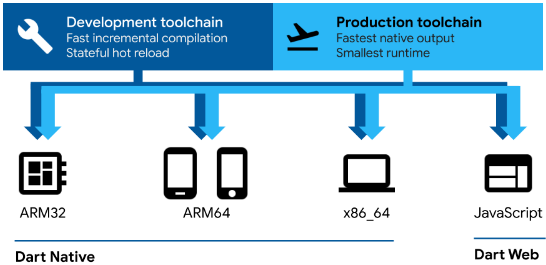 Development toolchain
Fast incremental compilation
Stateful hot reload
Production toolchain
Fastest native output
Smallest runtime
ARM32
ARM64
x86_64
JavaScript
Dart Native
Dart Web